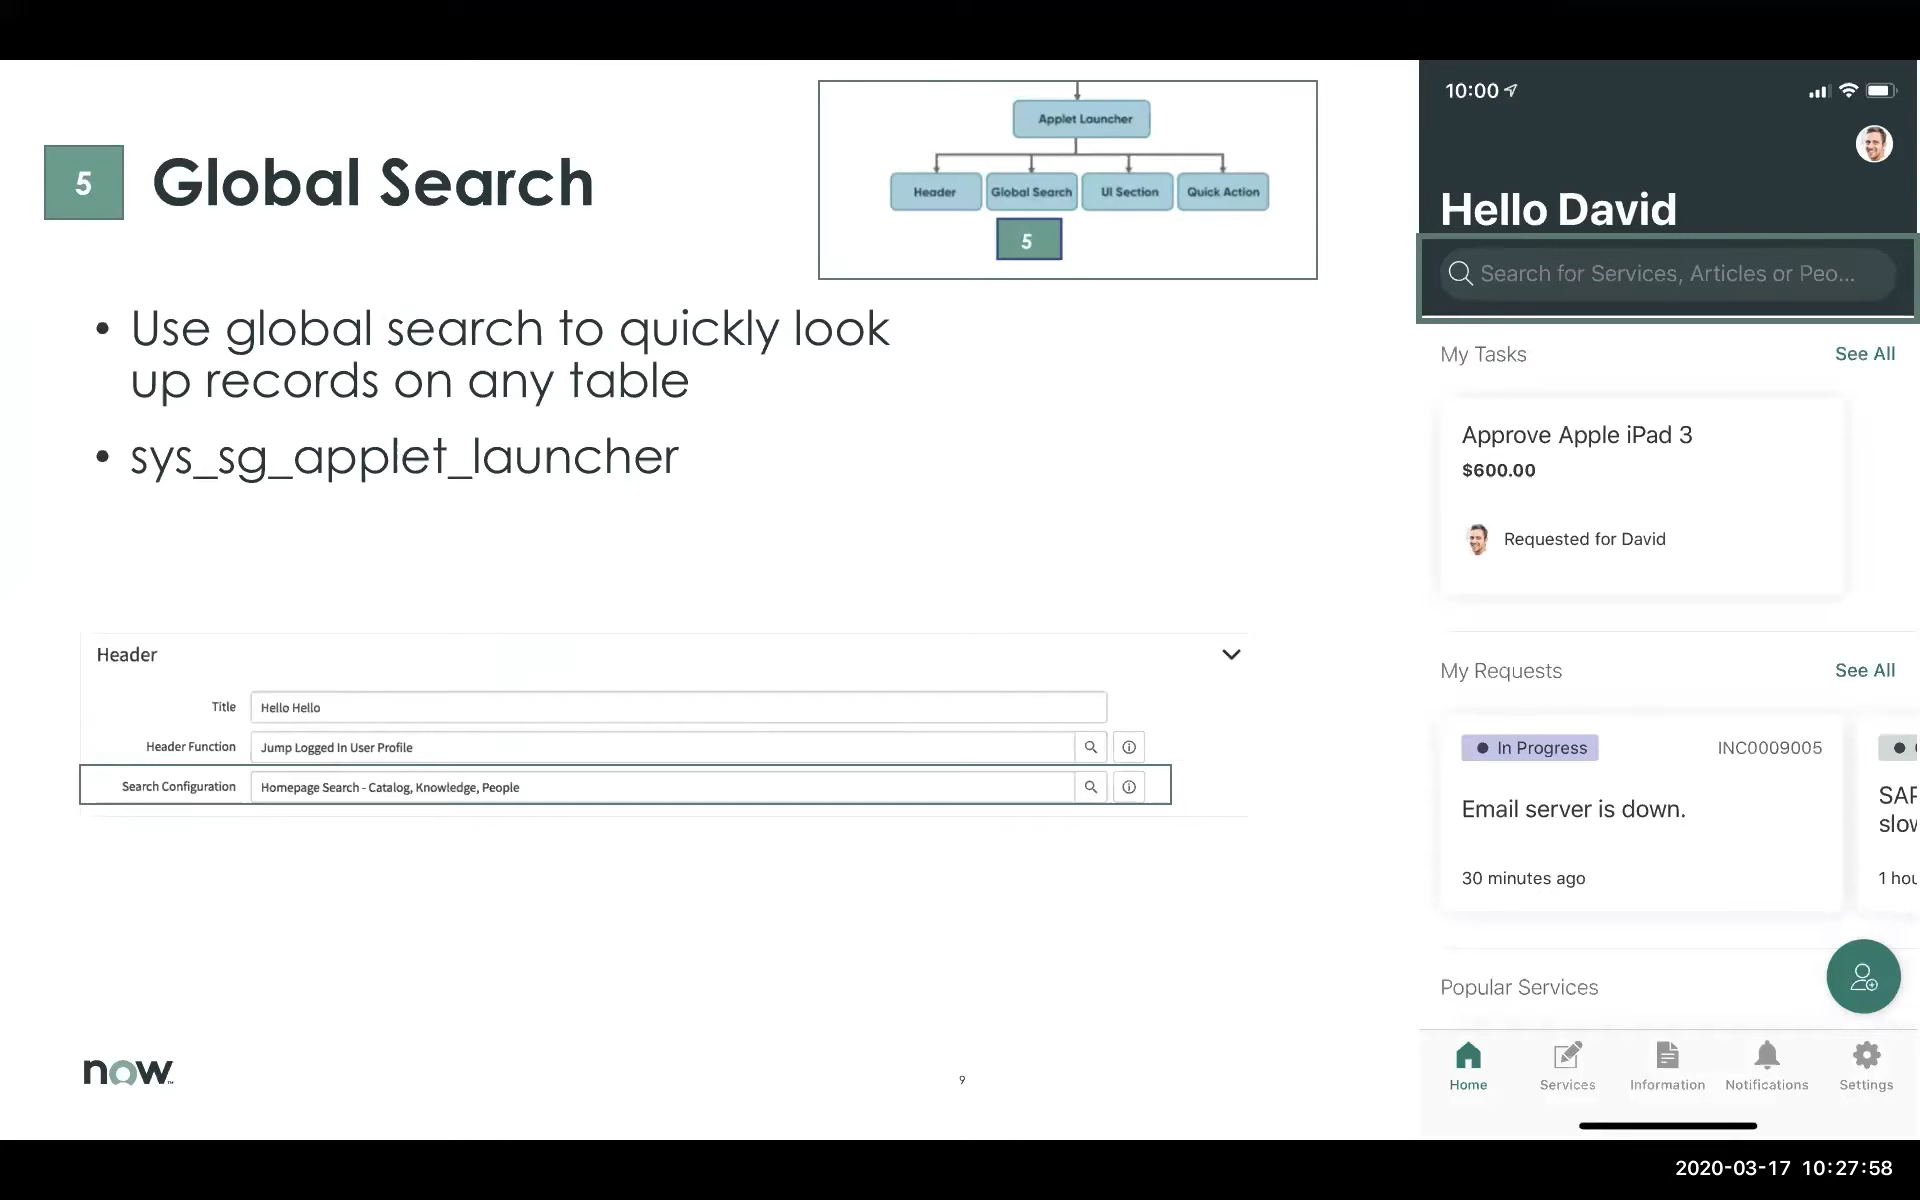 5
Global Search
Applet Launcher
Header
Global Search
UI Section
Quick Action
5
• Use global search to quickly look
up records on any table
• sys_sg_applet_launcher
Header
Title
Hello Hello
Header Function
Jump Logged In User Profile
Search Configuration
Homepage Search - Catalog, Knowledge, People
now
9
10:00
Hello David
Search for Services, Articles or Peo...
My Tasks
See All
Approve Apple iPad 3
$600.00
Requested for David
My Requests
See All
In Progress
INC0009005
Email server is down.
30 minutes ago
SAP
slow
1 hou
Popular Services
Home
Services
Information
Notifications
Settings
2020-03-17 10:27:58